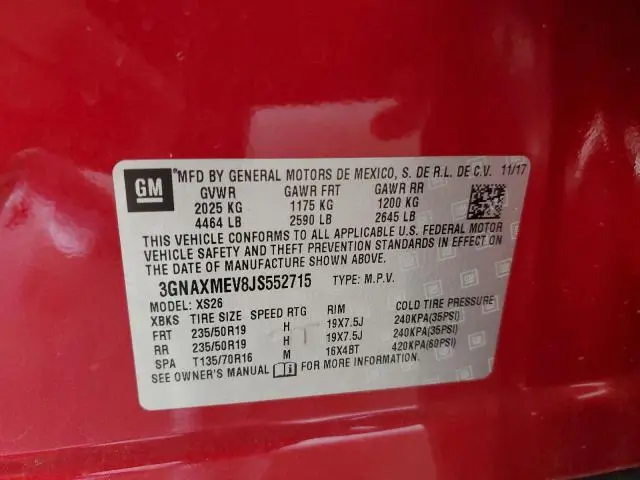 GM
MFD BY GENERAL MOTORS DE MEXICO, S. DE R.L. DE C.V. 11/17
GVWR GAWR FRT GAWR RR
2025 KG 1175 KG 1200 KG
4464 LB 2590 LB 2645 LB
THIS VEHICLE CONFORMS TO ALL APPLICABLE U.S. FEDERAL MOTOR
VEHICLE SAFETY AND THEFT PREVENTION STANDARDS IN EFFECT ON
THE DATE OF MANUFACTURE SHOWN ABOVE.
3GNAXMEV8JS552715 TYPE: M.P.V.
MODEL: XS26
XBKS TIRE SIZE SPEED RTG RIM COLD TIRE PRESSURE
FRT 235/50R19 H 19X7.5J 240KPA(35PSI)
RR 235/50R19 H 19X7.5J 240KPA(35PSI)
SPA T135/70R16 M 16X4BT 420KPA(60PSI)
SEE OWNER'S MANUAL FOR MORE INFORMATION